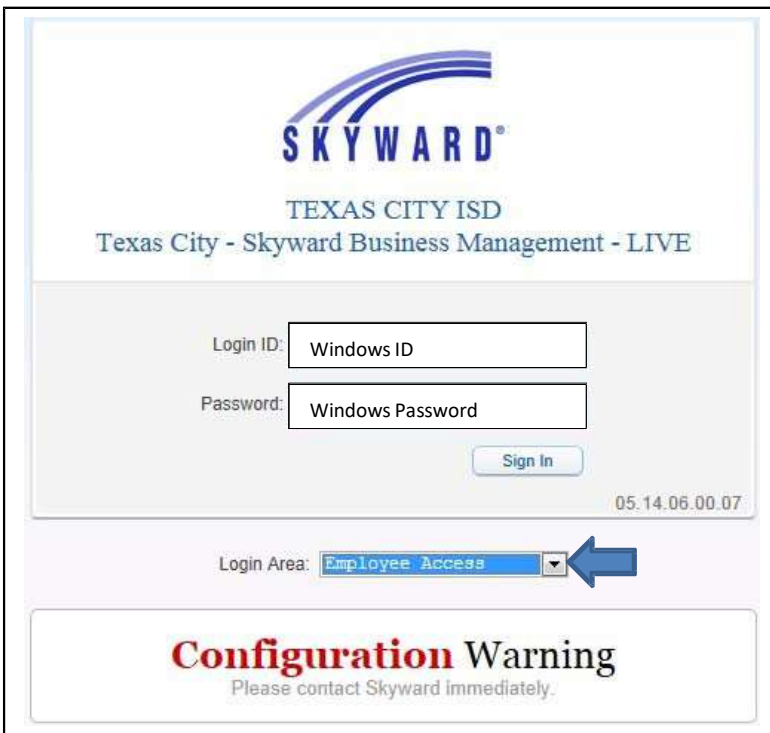 SKYWARD®
TEXAS CITY ISD
Texas City - Skyward Business Management - LIVE
Login ID: Windows ID
Password: Windows Password
Sign In
05.14.06.00.07
Login Area: Employee Access
Configuration Warning
Please contact Skyward immediately.